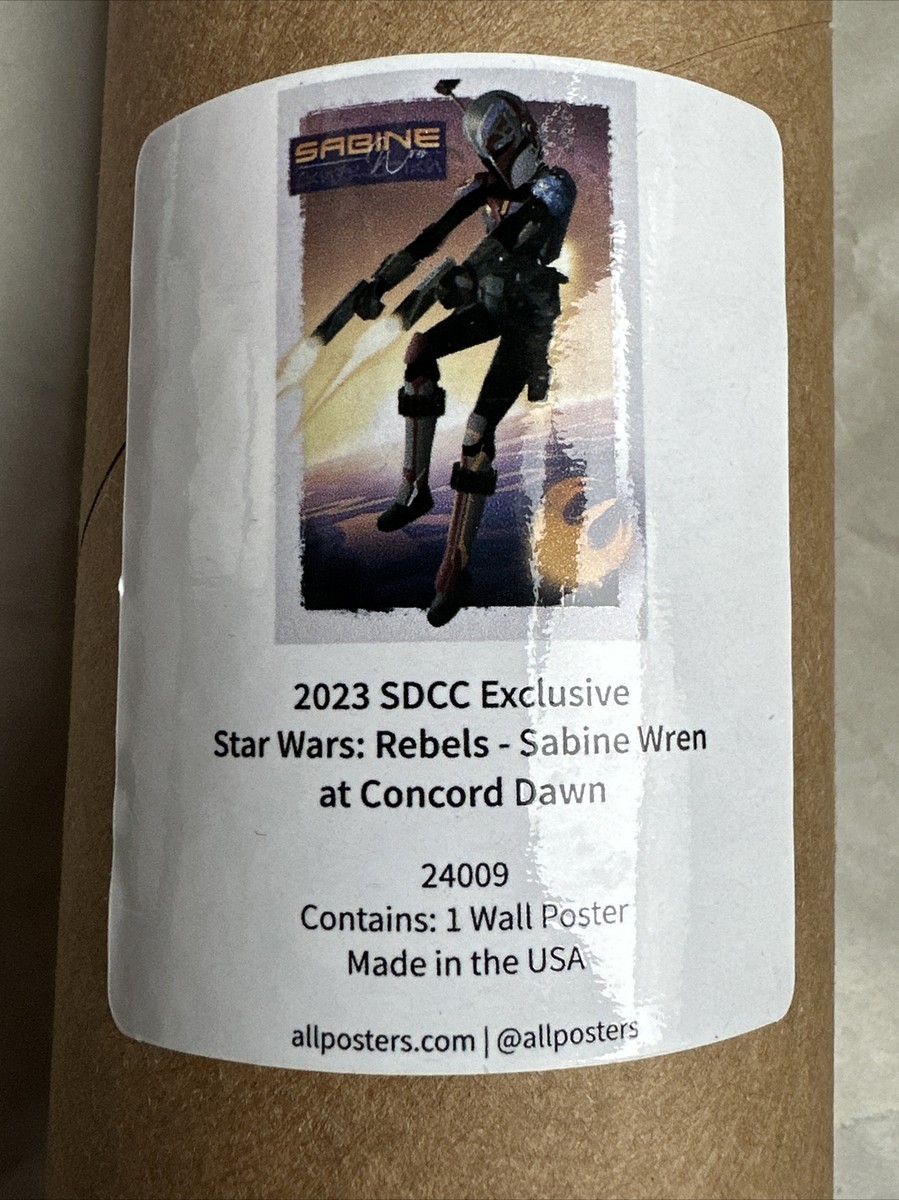 SABINE
Wren
2023 SDCC Exclusive
Star Wars: Rebels - Sabine Wren
at Concord Dawn
24009
Contains: 1 Wall Poster
Made in the USA
allposters.com | @allposters